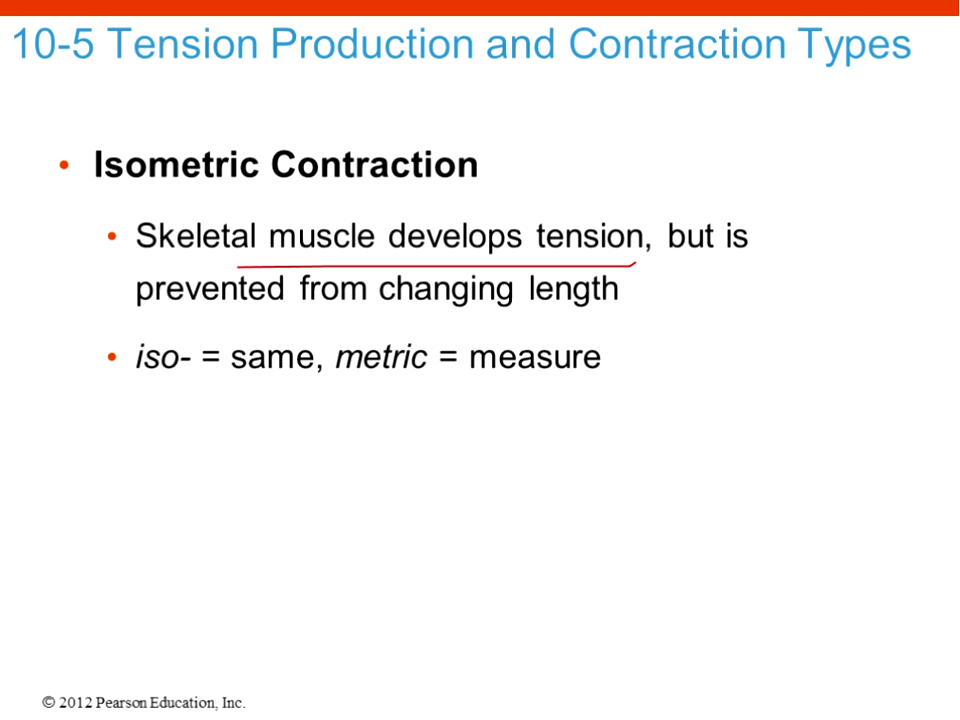 10-5 Tension Production and Contraction Types
• Isometric Contraction
• Skeletal muscle develops tension, but is
prevented from changing length
• iso- = same, metric = measure
© 2012 Pearson Education, Inc.